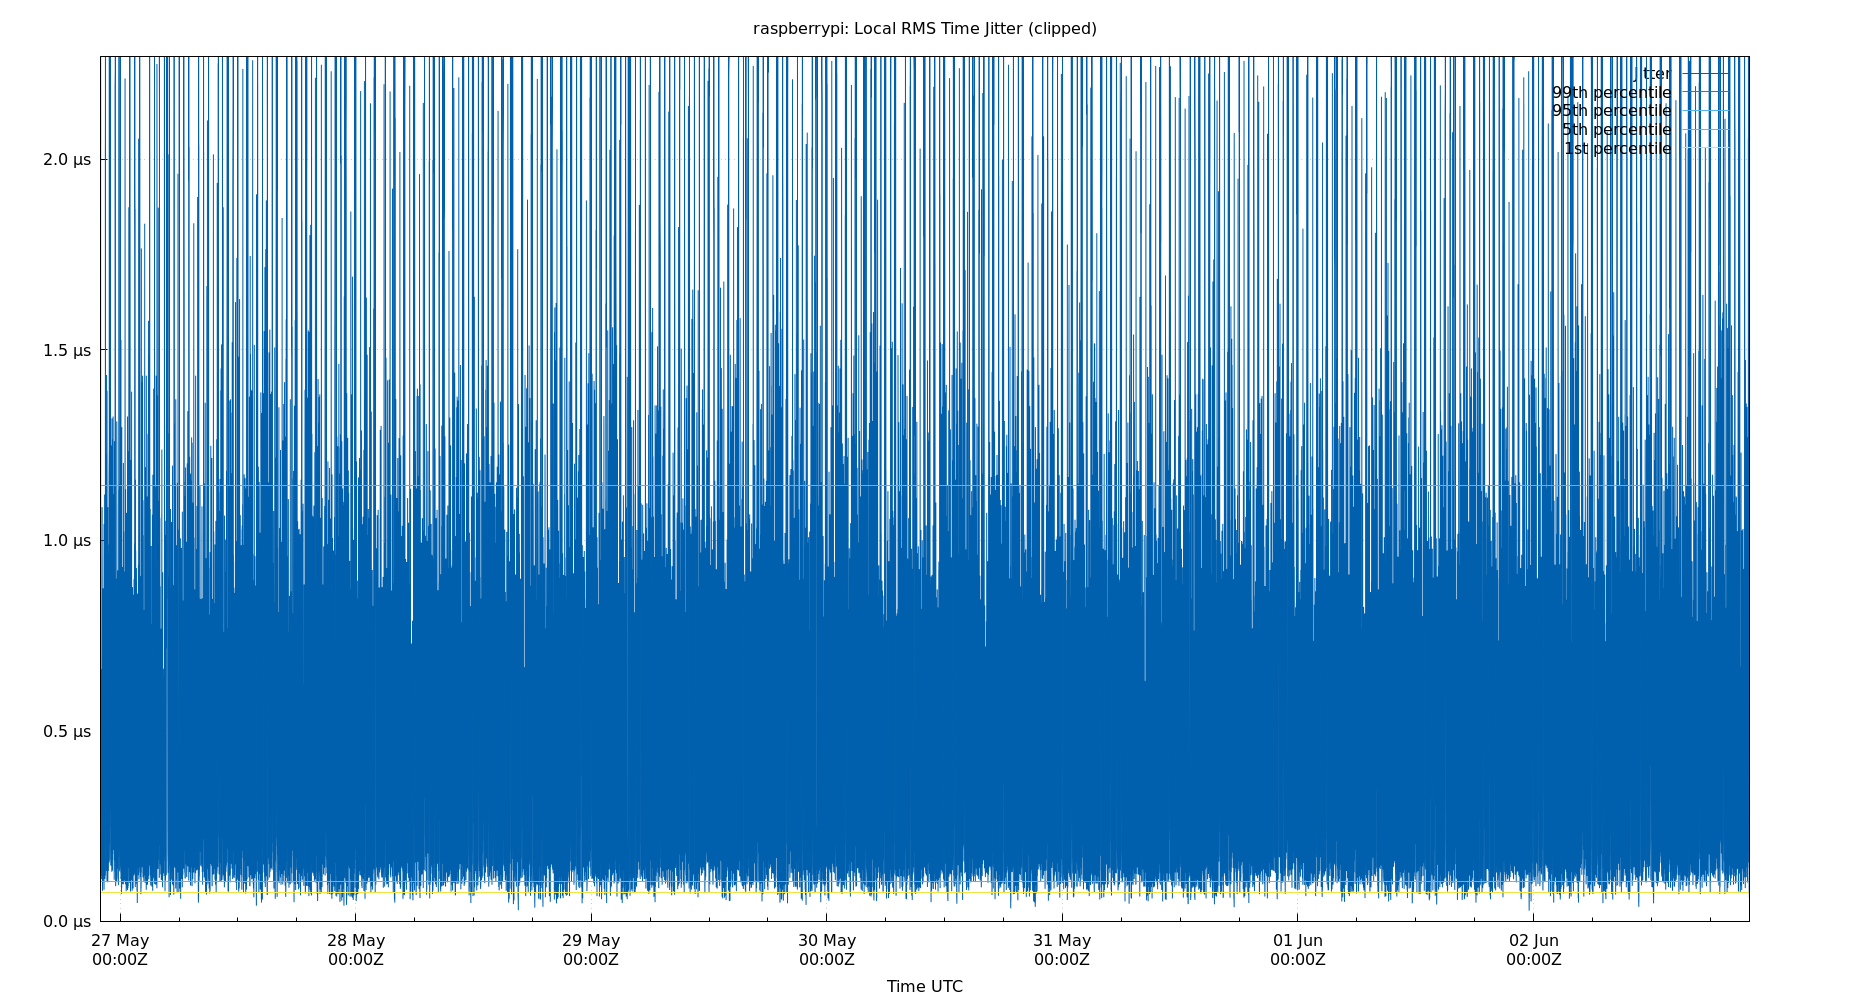 raspberrypi: Local RMS Time Jitter (clipped)
jitter
99th percentile
95th percentile
5th percentile
1st percentile
2.0 µs
1.5 µs
1.0 µs
0.5 µs
0.0 µs
27 May 28 May 29 May 30 May 31 May 01 Jun 02 Jun
00:00Z 00:00Z 00:00Z 00:00Z 00:00Z 00:00Z 00:00Z
Time UTC